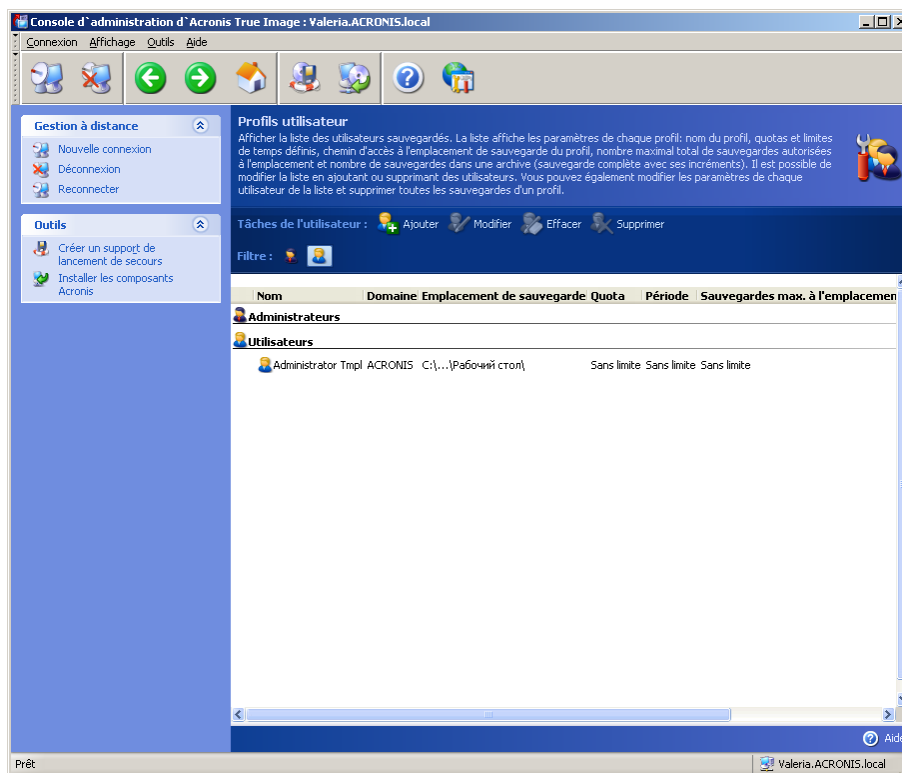 Console d`administration d`Acronis True Image : Valeria.ACRONIS.local
Connexion Affichage Outils Aide
Gestion à distance
Nouvelle connexion
Déconnexion
Reconnecter
Outils
Créer un support de
lancement de secours
Installer les composants
Acronis
Profils utilisateur
Afficher la liste des utilisateurs sauvegardés. La liste affiche les paramètres de chaque profil: nom du profil, quotas et limites
de temps définis, chemin d'accès à l'emplacement de sauvegarde du profil, nombre maximal total de sauvegardes autorisées
à l'emplacement et nombre de sauvegardes dans une archive (sauvegarde complète avec ses incréments). Il est possible de
modifier la liste en ajoutant ou supprimant des utilisateurs. Vous pouvez également modifier les paramètres de chaque
utilisateur de la liste et supprimer toutes les sauvegardes d'un profil.
Tâches de l'utilisateur : Ajouter Modifier Effacer Supprimer
Filtre :
Nom Domaine Emplacement de sauvegarde Quota Période Sauvegardes max. à l'emplacemen
Administrateurs
Utilisateurs
Administrator Tmpl ACRONIS C:\...\Рабочий стол\ Sans limite Sans limite Sans limite
Aide
Prêt Valeria.ACRONIS.local